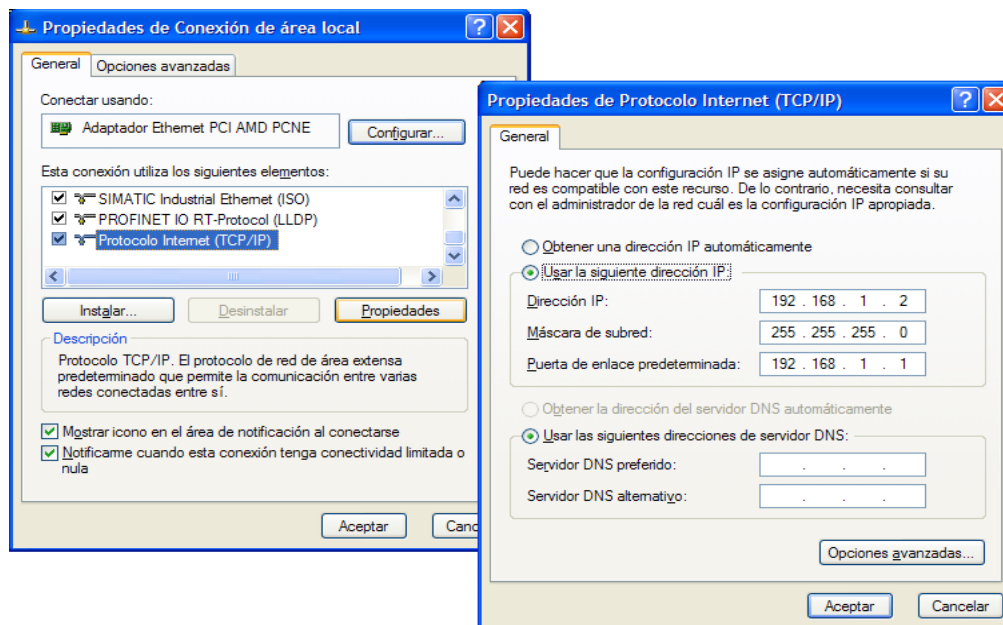 Propiedades de Conexión de área local
General
Opciones avanzadas
Conectar usando:
Adaptador Ethernet PCI AMD PCNE
Configurar...
Esta conexión utiliza los siguientes elementos:
SIMATIC Industrial Ethernet (ISO)
PROFINET IO RT-Protocol (LLDP)
Protocolo Internet (TCP/IP)
Instalar...
Desinstalar
Propiedades
Descripción
Protocolo TCP/IP. El protocolo de red de área extensa
predeterminado que permite la comunicación entre varias
redes conectadas entre sí.
Mostrar icono en el área de notificación al conectarse
Notificarme cuando esta conexión tenga conectividad limitada o
nula
Aceptar
Canc
Propiedades de Protocolo Internet (TCP/IP)
General
Puede hacer que la configuración IP se asigne automáticamente si su
red es compatible con este recurso. De lo contrario, necesita consultar
con el administrador de la red cuál es la configuración IP apropiada.
Obtener una dirección IP automáticamente
Usar la siguiente dirección IP:
Dirección IP:
192 . 168 . 1 . 2
Máscara de subred:
255 . 255 . 255 . 0
Puerta de enlace predeterminada:
192 . 168 . 1 . 1
Obtener la dirección del servidor DNS automáticamente
Usar las siguientes direcciones de servidor DNS:
Servidor DNS preferido:
. . .
Servidor DNS alternativo:
. . .
Opciones avanzadas...
Aceptar
Cancelar